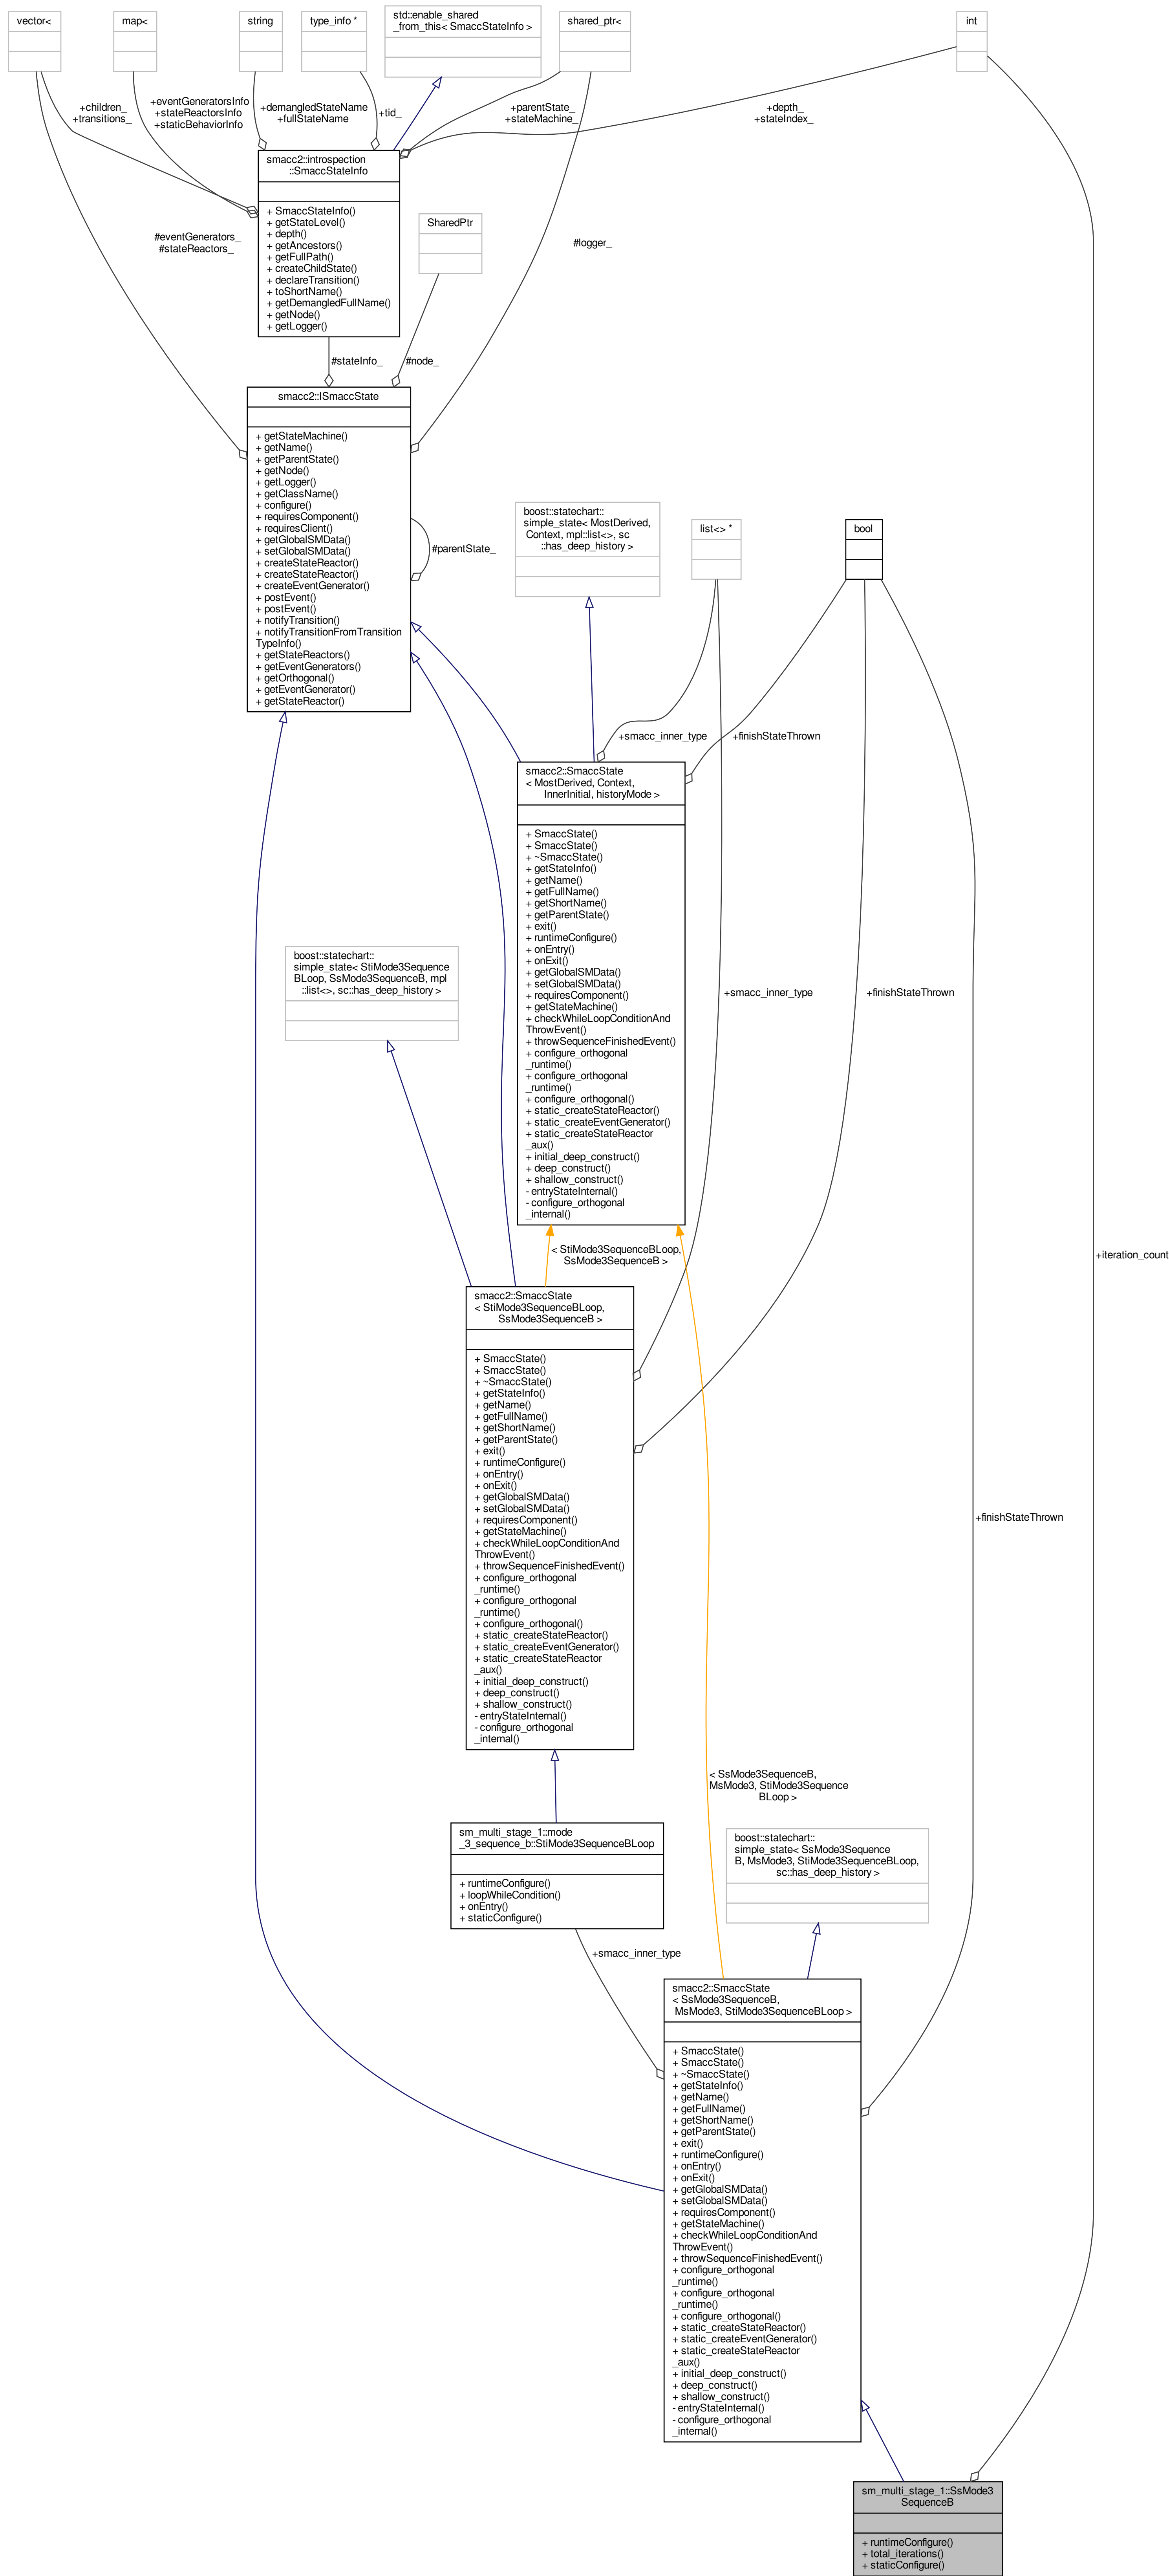 vector<
map<
string
type_info *
std::enable_shared
_from_this< SmaccStateInfo >
shared_ptr<
int
+children_
+transitions_
+eventGeneratorsInfo
+stateReactorsInfo
+staticBehaviorInfo
+demangledStateName
+fullStateName
+tid_
+parentState_
+stateMachine_
+depth_
+stateIndex_
smacc2::introspection
::SmaccStateInfo
+ SmaccStateInfo()
+ getStateLevel()
+ depth()
+ getAncestors()
+ getFullPath()
+ createChildState()
+ declareTransition()
+ toShortName()
+ getDemangledFullName()
+ getNode()
+ getLogger()
SharedPtr
#eventGenerators_
#stateReactors_
#logger_
#stateInfo_
#node_
smacc2::ISmaccState
+ getStateMachine()
+ getName()
+ getParentState()
+ getNode()
+ getLogger()
+ getClassName()
+ configure()
+ requiresComponent()
+ requiresClient()
+ getGlobalSMData()
+ setGlobalSMData()
+ createStateReactor()
+ createStateReactor()
+ createEventGenerator()
+ postEvent()
+ postEvent()
+ notifyTransition()
+ notifyTransitionFromTransition
TypeInfo()
+ getStateReactors()
+ getEventGenerators()
+ getOrthogonal()
+ getEventGenerator()
+ getStateReactor()
#parentState_
boost::statechart::
simple_state< MostDerived,
Context, mpl::list<>, sc
::has_deep_history >
list<> *
bool
+smacc_inner_type
+finishStateThrown
smacc2::SmaccState
< MostDerived, Context,
InnerInitial, historyMode >
+ SmaccState()
+ SmaccState()
+ ~SmaccState()
+ getStateInfo()
+ getName()
+ getFullName()
+ getShortName()
+ getParentState()
+ exit()
+ runtimeConfigure()
+ onEntry()
+ onExit()
+ getGlobalSMData()
+ setGlobalSMData()
+ requiresComponent()
+ getStateMachine()
+ checkWhileLoopConditionAnd
ThrowEvent()
+ throwSequenceFinishedEvent()
+ configure_orthogonal
_runtime()
+ configure_orthogonal
_runtime()
+ configure_orthogonal()
+ static_createStateReactor()
+ static_createEventGenerator()
+ static_createStateReactor
_aux()
+ initial_deep_construct()
+ deep_construct()
+ shallow_construct()
- entryStateInternal()
- configure_orthogonal
_internal()
boost::statechart::
simple_state< StiMode3Sequence
BLoop, SsMode3SequenceB, mpl
::list<>, sc::has_deep_history >
+smacc_inner_type
+finishStateThrown
< StiMode3SequenceBLoop,
SsMode3SequenceB >
+iteration_count
smacc2::SmaccState
< StiMode3SequenceBLoop,
SsMode3SequenceB >
+ SmaccState()
+ SmaccState()
+ ~SmaccState()
+ getStateInfo()
+ getName()
+ getFullName()
+ getShortName()
+ getParentState()
+ exit()
+ runtimeConfigure()
+ onEntry()
+ onExit()
+ getGlobalSMData()
+ setGlobalSMData()
+ requiresComponent()
+ getStateMachine()
+ checkWhileLoopConditionAnd
ThrowEvent()
+ throwSequenceFinishedEvent()
+ configure_orthogonal
_runtime()
+ configure_orthogonal
_runtime()
+ configure_orthogonal()
+ static_createStateReactor()
+ static_createEventGenerator()
+ static_createStateReactor
_aux()
+ initial_deep_construct()
+ deep_construct()
+ shallow_construct()
- entryStateInternal()
- configure_orthogonal
_internal()
+finishStateThrown
< SsMode3SequenceB,
MsMode3, StiMode3Sequence
BLoop >
sm_multi_stage_1::mode
_3_sequence_b::StiMode3SequenceBLoop
+ runtimeConfigure()
+ loopWhileCondition()
+ onEntry()
+ staticConfigure()
boost::statechart::
simple_state< SsMode3Sequence
B, MsMode3, StiMode3SequenceBLoop,
sc::has_deep_history >
+smacc_inner_type
smacc2::SmaccState
< SsMode3SequenceB,
MsMode3, StiMode3SequenceBLoop >
+ SmaccState()
+ SmaccState()
+ ~SmaccState()
+ getStateInfo()
+ getName()
+ getFullName()
+ getShortName()
+ getParentState()
+ exit()
+ runtimeConfigure()
+ onEntry()
+ onExit()
+ getGlobalSMData()
+ setGlobalSMData()
+ requiresComponent()
+ getStateMachine()
+ checkWhileLoopConditionAnd
ThrowEvent()
+ throwSequenceFinishedEvent()
+ configure_orthogonal
_runtime()
+ configure_orthogonal
_runtime()
+ configure_orthogonal()
+ static_createStateReactor()
+ static_createEventGenerator()
+ static_createStateReactor
_aux()
+ initial_deep_construct()
+ deep_construct()
+ shallow_construct()
- entryStateInternal()
- configure_orthogonal
_internal()
sm_multi_stage_1::SsMode3
SequenceB
+ runtimeConfigure()
+ total_iterations()
+ staticConfigure()